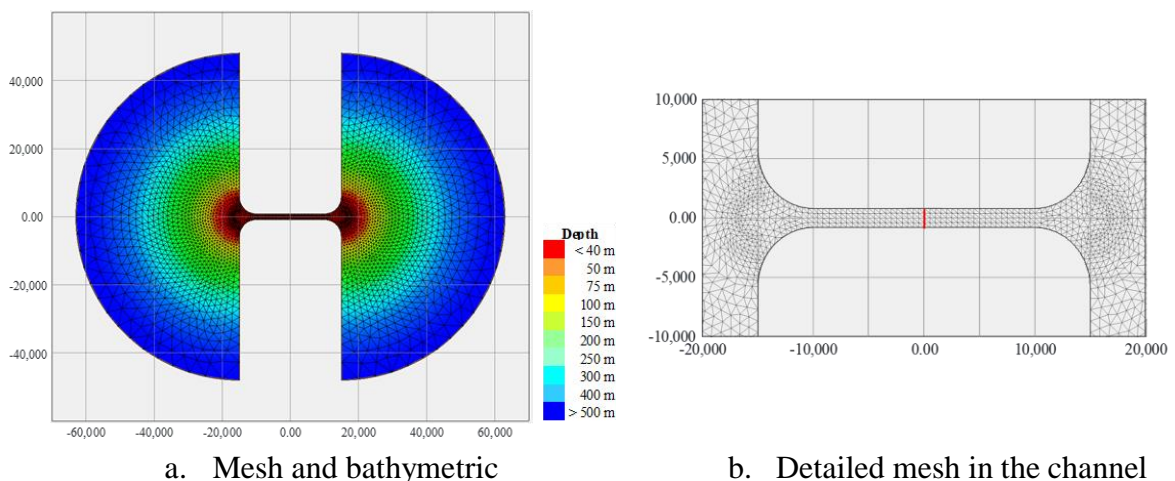 40,000
20,000
0.00
-20,000
-40,000
-60,000 -40,000 -20,000 0.00 20,000 40,000 60,000
Depth
< 40 m
50 m
75 m
100 m
150 m
200 m
250 m
300 m
400 m
> 500 m
a. Mesh and bathymetric
10,000
5,000
0.00
-5,000
-10,000
-20,000 -10,000 0.00 10,000 20,000
b. Detailed mesh in the channel